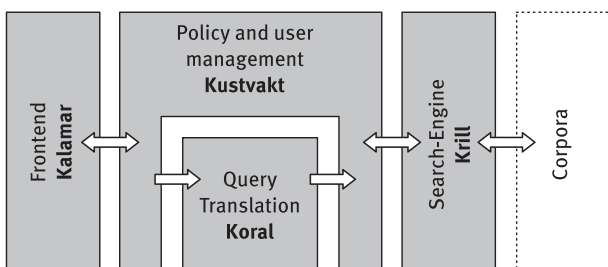 Frontend
Kalamar
Policy and user
management
Kustvakt
Query
Translation
Koral
Search-Engine
Krill
Corpora